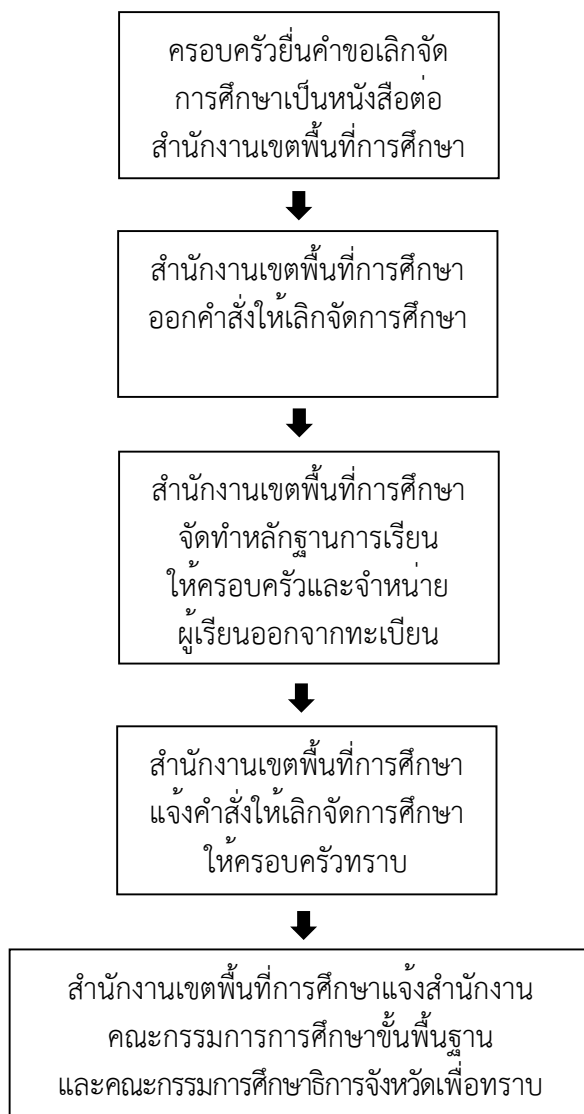 ครอบครัวยื่นคำขอเลิกจัด
การศึกษาเป็นหนังสือต่อ
สำนักงานเขตพื้นที่การศึกษา
สำนักงานเขตพื้นที่การศึกษา
ออกคำสั่งให้เลิกจัดการศึกษา
สำนักงานเขตพื้นที่การศึกษา
จัดทำหลักฐานการเรียน
ให้ครอบครัวและจำหน่าย
ผู้เรียนออกจากทะเบียน
สำนักงานเขตพื้นที่การศึกษา
แจ้งคำสั่งให้เลิกจัดการศึกษา
ให้ครอบครัวทราบ
สำนักงานเขตพื้นที่การศึกษาแจ้งสำนักงาน
คณะกรรมการการศึกษาขั้นพื้นฐาน
และคณะกรรมการศึกษาธิการจังหวัดเพื่อทราบ